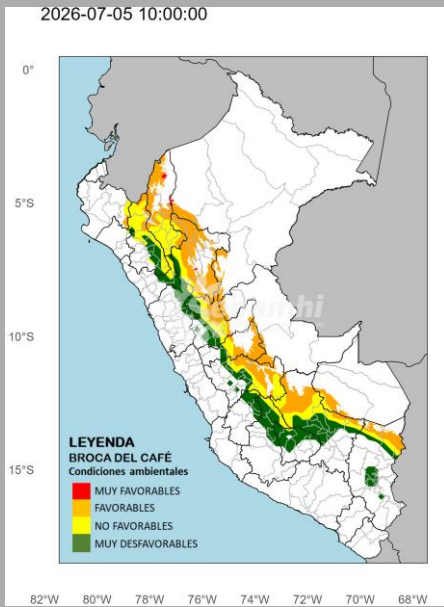 2026-07-05 10:00:00
0°
5°S
10°S
15°S
senamhi
LEYENDA
BROCA DEL CAFÉ
Condiciones ambientales
MUY FAVORABLES
FAVORABLES
NO FAVORABLES
MUY DESFAVORABLES
82°W 80°W 78°W 76°W 74°W 72°W 70°W 68°W